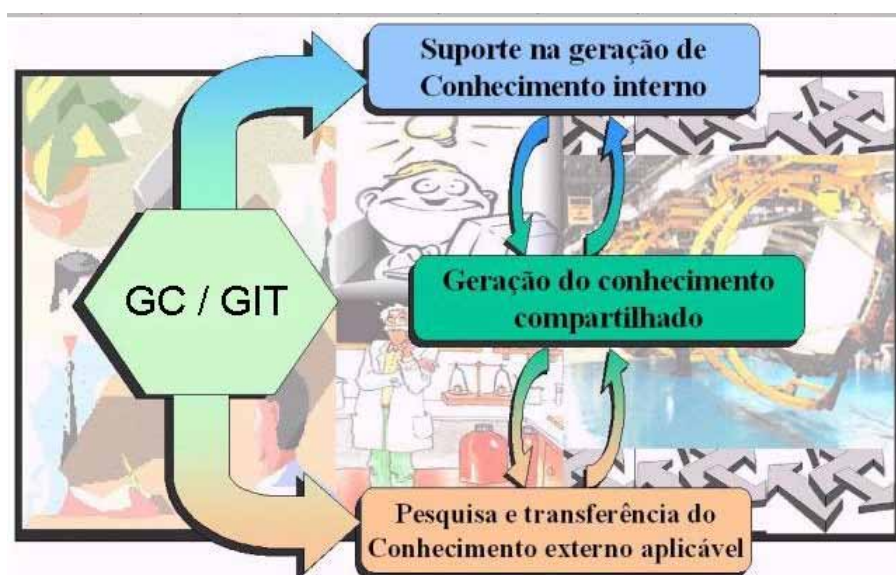 Suporte na geração de
Conhecimento interno
GC / GIT
Geração do conhecimento
compartilhado
Pesquisa e transferência do
Conhecimento externo aplicável